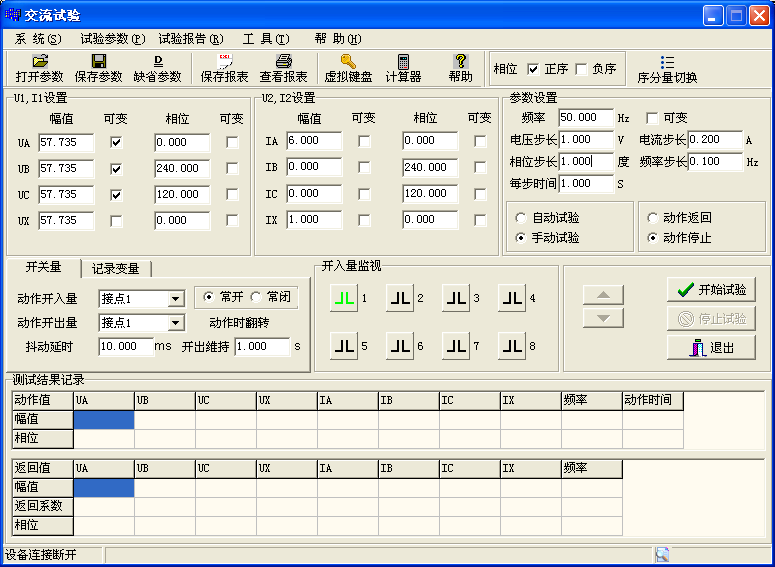 交流试验
系 统(S) 试验参数(P) 试验报告(R) 工 具(T) 帮 助(H)
打开参数 保存参数 缺省参数 保存报表 查看报表 虚拟键盘 计算器 帮助 相位 正序 负序 序分量切换
U1,I1设置 U2,I2设置 参数设置
幅值 可变 相位 可变 幅值 可变 相位 可变 频率 50.000 Hz 可变
UA 57.735 0.000 IA 6.000 0.000 电压步长 1.000 V 电流步长 0.200 A
UB 57.735 240.000 IB 0.000 240.000 相位步长 1.000 度 频率步长 0.100 Hz
UC 57.735 120.000 IC 0.000 120.000 每步时间 1.000 S
UX 57.735 0.000 IX 1.000 0.000 自动试验 动作返回
手动试验 动作停止
开关量 记录变量 开入量监视
动作开入量 接点1 常开 常闭 1 2 3 4 开始试验
动作开出量 接点1 动作时翻转 停止试验
抖动延时 10.000 ms 开出维持 1.000 s 5 6 7 8 退出
测试结果记录
动作值 UA UB UC UX IA IB IC IX 频率 动作时间
幅值
相位
返回值 UA UB UC UX IA IB IC IX 频率
幅值
返回系数
相位
设备连接断开